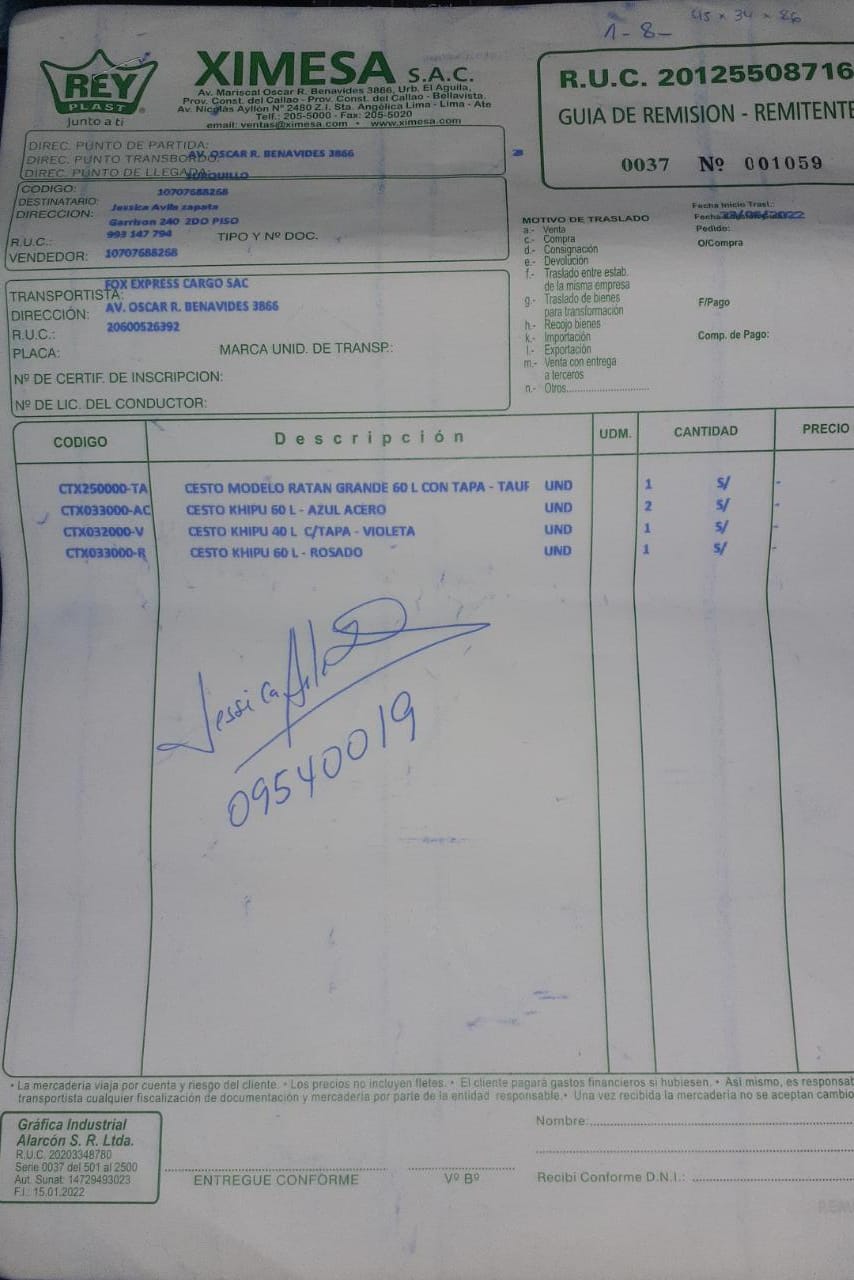 1-8- 45 x 34 x 86
REY
PLAST
Junto a ti
XIMESA S.A.C.
Av. Mariscal Oscar R. Benavides 3866, Urb. El Aguila,
Prov. Const. del Callao - Prov. Const. del Callao - Bellavista.
Av. Nicolás Ayllón Nº 2480 Z.I. Sta. Angélica Lima - Lima - Ate
Telf.: 205-5000 - Fax: 205-5020
email: ventas@ximesa.com • www.ximesa.com
R.U.C. 20125508716
GUIA DE REMISION - REMITENTE
0037 Nº 001059
DIREC. PUNTO DE PARTIDA:
DIREC. PUNTO TRANSBORDO: AV. OSCAR R. BENAVIDES 3866
DIREC. PUNTO DE LLEGADA: SURQUILLO
CODIGO: 10707688268
DESTINATARIO: Jessica Avila zapata
DIRECCION: Garrison 240 2DO PISO
993 147 794
R.U.C.: TIPO Y Nº DOC.
VENDEDOR: 10707688268
MOTIVO DE TRASLADO
a.- Venta
c.- Compra
d.- Consignación
e.- Devolución
f.- Traslado entre estab.
de la misma empresa
g.- Traslado de bienes
para transformación
h.- Recojo bienes
k.- Importación
l.- Exportación
m.- Venta con entrega
a terceros
n.- Otros
Fecha Inicio Trasl.:
Fecha
Pedido:
O/Compra
F/Pago
Comp. de Pago:
FOX EXPRESS CARGO SAC
TRANSPORTISTA:
DIRECCIÓN: AV. OSCAR R. BENAVIDES 3866
R.U.C.: 20600526392
PLACA: MARCA UNID. DE TRANSP.:
Nº DE CERTIF. DE INSCRIPCION:
Nº DE LIC. DEL CONDUCTOR:
CODIGO Descripción UDM. CANTIDAD PRECIO
CTX250000-TA CESTO MODELO RATAN GRANDE 60 L CON TAPA - TAUF UND 1 S/ -
CTX033000-AC CESTO KHIPU 60 L - AZUL ACERO UND 2 S/ -
CTX032000-V CESTO KHIPU 40 L C/TAPA - VIOLETA UND 1 S/ -
CTX033000-R CESTO KHIPU 60 L - ROSADO UND 1 S/ -
Jessica Avila
09540019
• La mercadería viaja por cuenta y riesgo del cliente. • Los precios no incluyen fletes. • El cliente pagará gastos financieros si hubiesen. • Así mismo, es responsat
transportista cualquier fiscalización de documentación y mercadería por parte de la entidad responsable. • Una vez recibida la mercadería no se aceptan cambio
Gráfica Industrial
Alarcón S. R. Ltda.
R.U.C. 20203348780
Serie 0037 del 501 al 2500
Aut. Sunat: 14729493023
F.I.: 15.01.2022
ENTREGUE CONFORME
Vº Bº
Nombre:
Recibi Conforme D.N.I.: